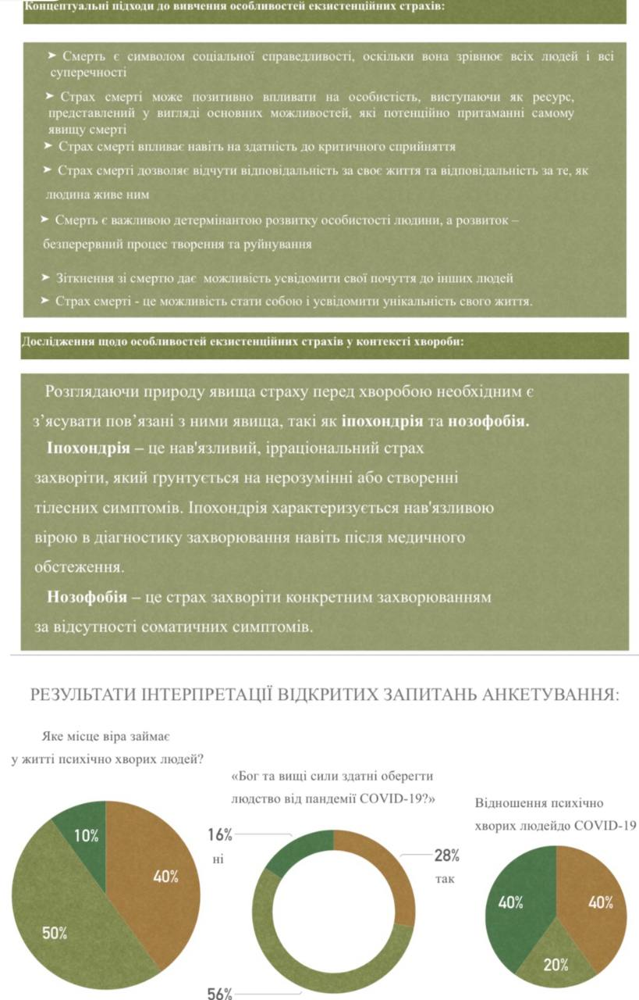 Концептуальні підходи до вивчення особливостей екзистенційних страхів:
➤ Смерть є символом соціальної справедливості, оскільки вона зрівнює всіх людей і всі
суперечності
➤ Страх смерті може позитивно впливати на особистість, виступаючи як ресурс,
представлений у вигляді основних можливостей, які потенційно притаманні самому
явищу смерті
➤ Страх смерті впливає навіть на здатність до критичного сприйняття
➤ Страх смерті дозволяє відчути відповідальність за своє життя та відповідальність за те, як
людина живе ним
➤ Смерть є важливою детермінантою розвитку особистості людини, а розвиток –
безперервний процес творення та руйнування
➤ Зіткнення зі смертю дає можливість усвідомити свої почуття до інших людей
➤ Страх смерті - це можливість стати собою і усвідомити унікальність свого життя.
Дослідження щодо особливостей екзистенційних страхів у контексті хвороби:
Розглядаючи природу явища страху перед хворобою необхідним є
з’ясувати пов’язані з ними явища, такі як іпохондрія та нозофобія.
Іпохондрія – це нав'язливий, ірраціональний страх
захворіти, який ґрунтується на нерозумінні або створенні
тілесних симптомів. Іпохондрія характеризується нав'язливою
вірою в діагностику захворювання навіть після медичного
обстеження.
Нозофобія – це страх захворіти конкретним захворюванням
за відсутності соматичних симптомів.
РЕЗУЛЬТАТИ ІНТЕРПРЕТАЦІЇ ВІДКРИТИХ ЗАПИТАНЬ АНКЕТУВАННЯ:
Яке місце віра займає
у житті психічно хворих людей?
10%
40%
50%
«Бог та вищі сили здатні оберегти
людство від пандемії COVID-19?»
16%
ні
28%
так
56%
Відношення психічно
хворих людейдо COVID-19
40%
40%
20%